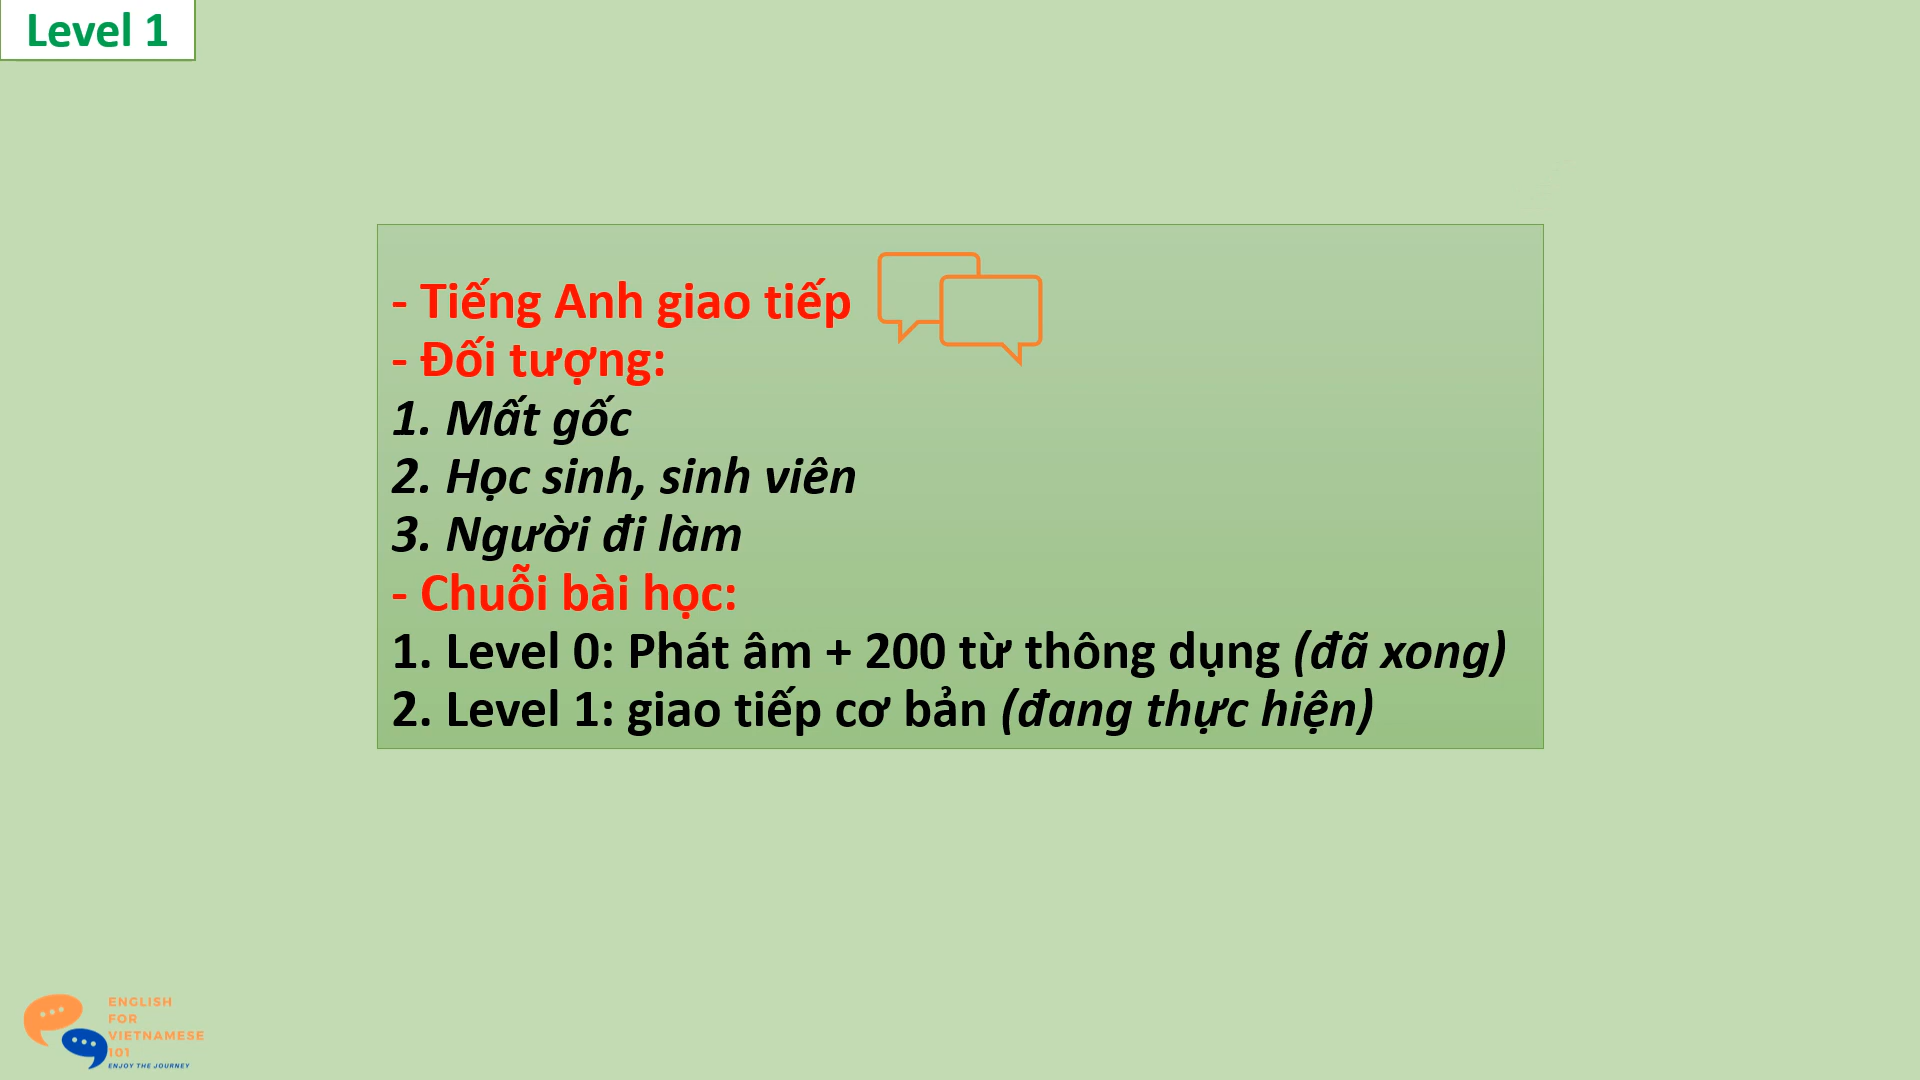 Level 1
- Tiếng Anh giao tiếp
- Đối tượng:
1. Mất gốc
2. Học sinh, sinh viên
3. Người đi làm
- Chuỗi bài học:
1. Level 0: Phát âm + 200 từ thông dụng (đã xong)
2. Level 1: giao tiếp cơ bản (đang thực hiện)
ENGLISH
FOR
VIETNAMESE
101
ENJOY THE JOURNEY